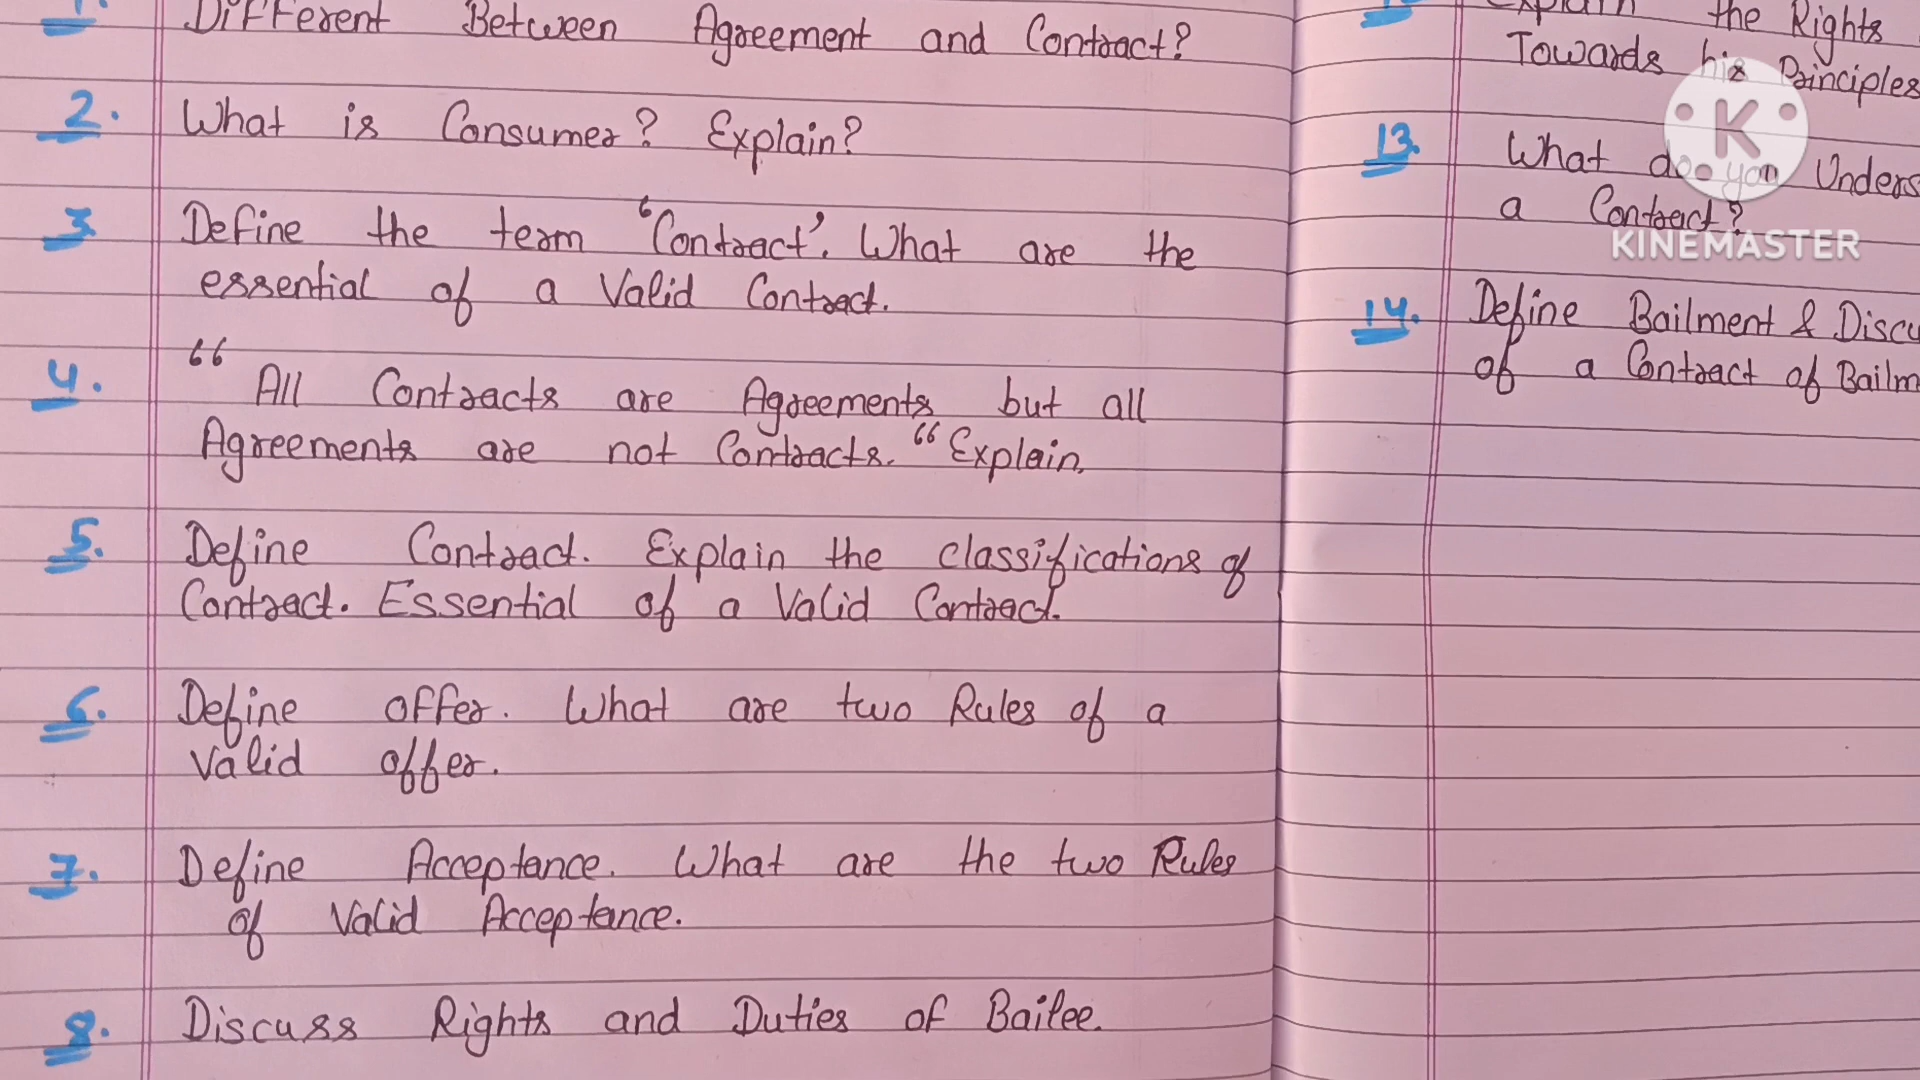 1. Different Between Agreement and Contract?
2. What is Consumer? Explain?
3. Define the term 'Contract'. What are the
essential of a Valid Contract.
4. “ All Contracts are Agreements but all
Agreements are not Contracts. “ Explain.
5. Define Contract. Explain the classifications of
Contract. Essential of a Valid Contract.
6. Define offer. What are two Rules of a
Valid offer.
7. Define Acceptance. What are the two Rules
of Valid Acceptance.
8. Discuss Rights and Duties of Bailee.
Explain the Rights
Towards his Principles
13. What do you Unders
a Contract?
K
KINEMASTER
14. Define Bailment & Discu
of a Contract of Bailm